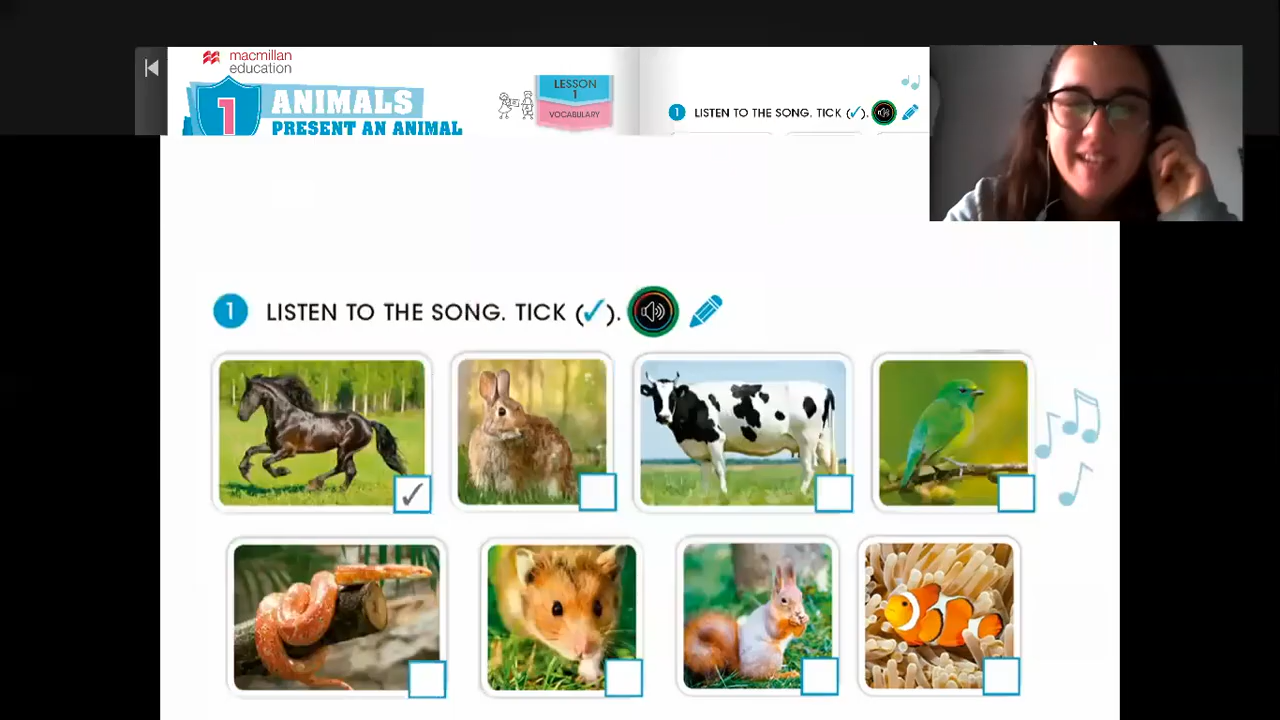 macmillan
education
1
ANIMALS
PRESENT AN ANIMAL
LESSON
1
VOCABULARY
1 LISTEN TO THE SONG. TICK (✓).
1 LISTEN TO THE SONG. TICK (✓).